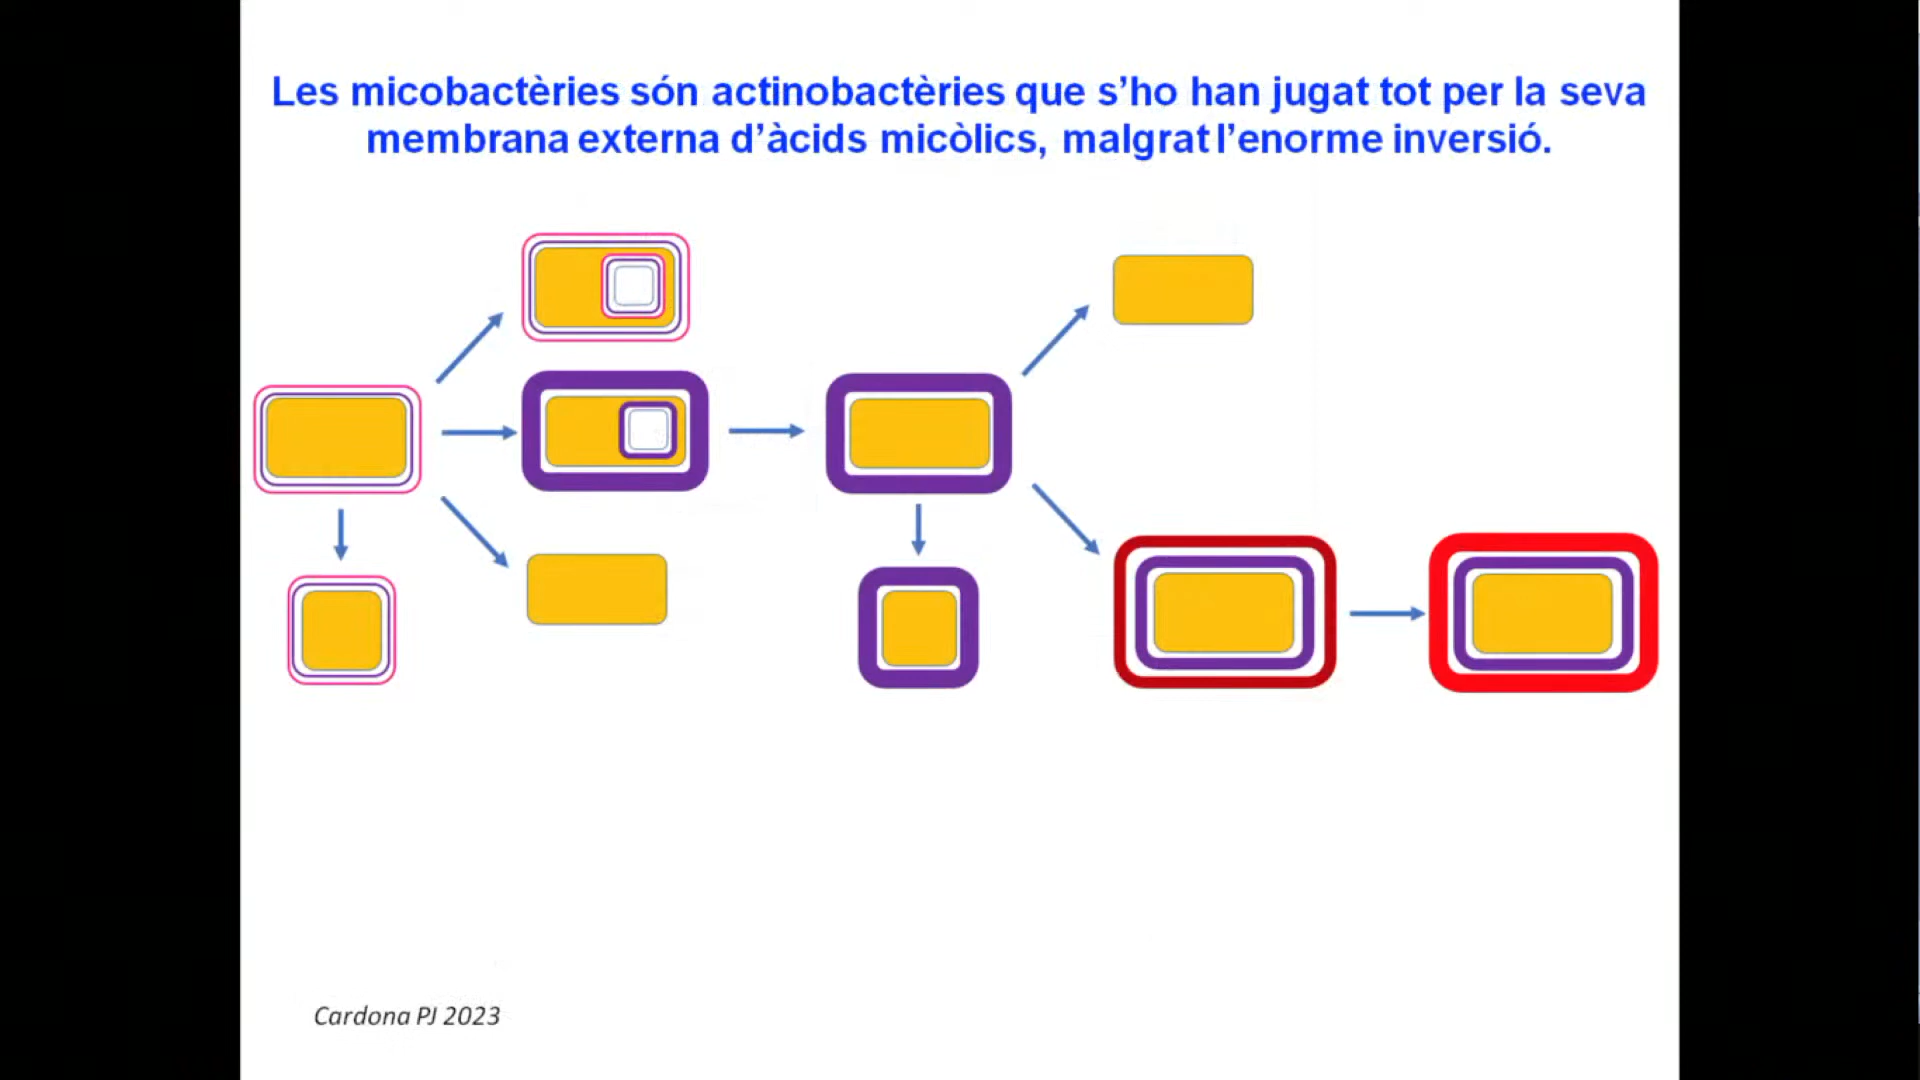 Les micobactèries són actinobactèries que s’ho han jugat tot per la seva
membrana externa d’àcids micòlics, malgrat l’enorme inversió.
Cardona PJ 2023